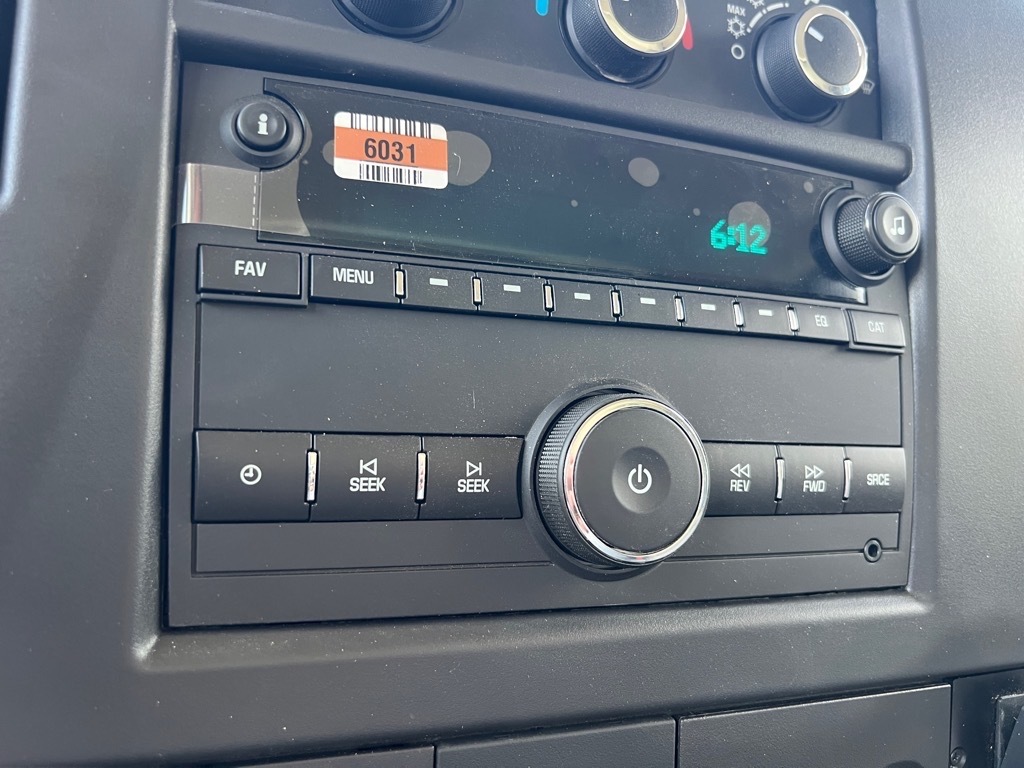 MAX
i
6031
6:12
FAV MENU EQ CAT
SEEK SEEK REV FWD SRCE